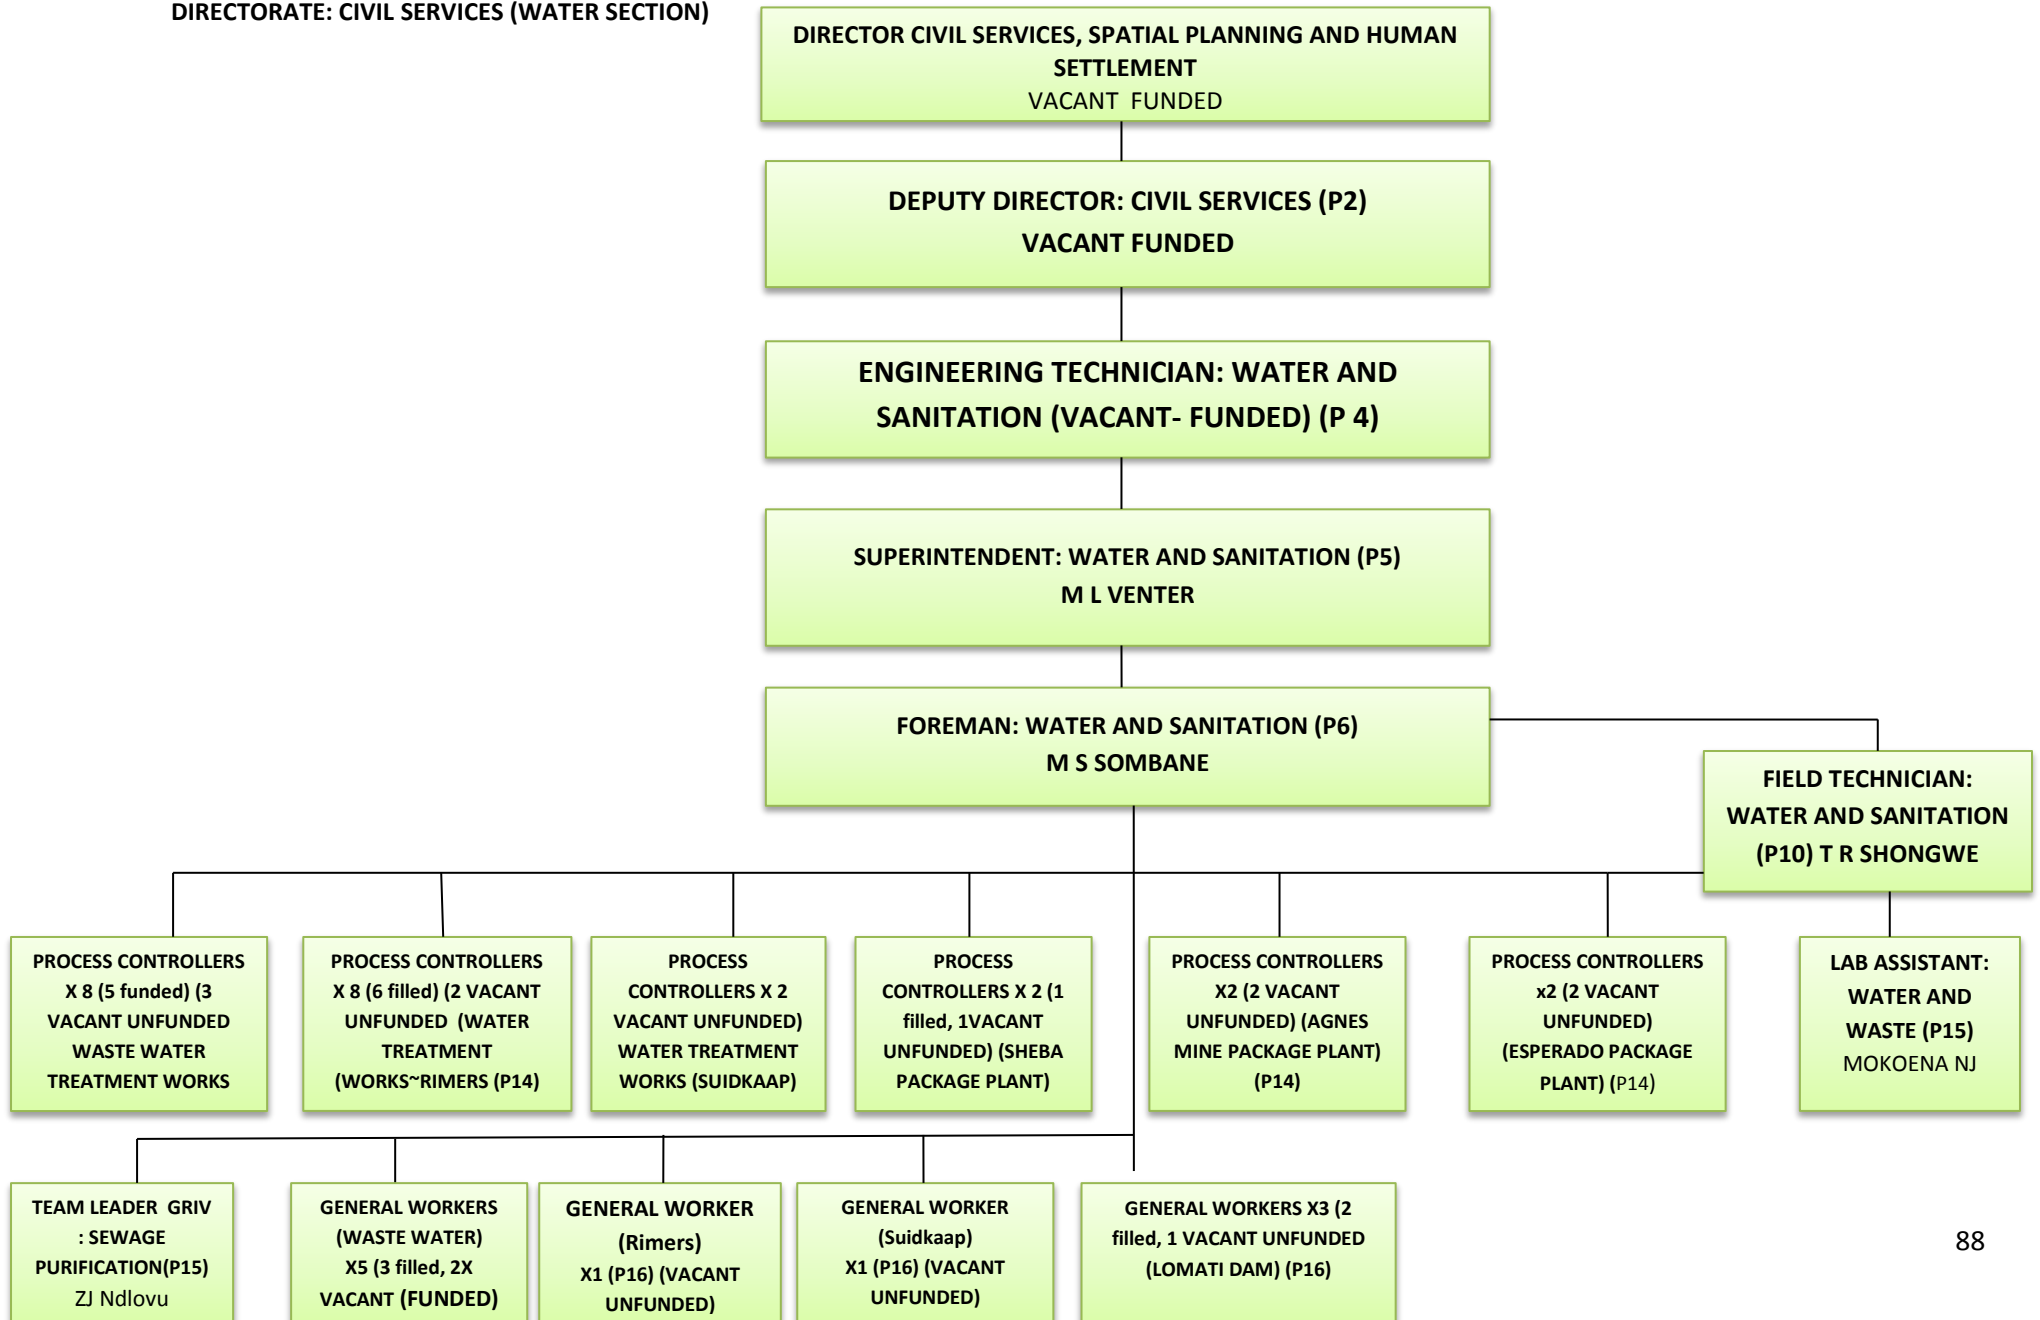 DIRECTORATE: CIVIL SERVICES (WATER SECTION)
DIRECTOR CIVIL SERVICES, SPATIAL PLANNING AND HUMAN
SETTLEMENT
VACANT FUNDED
DEPUTY DIRECTOR: CIVIL SERVICES (P2)
VACANT FUNDED
ENGINEERING TECHNICIAN: WATER AND
SANITATION (VACANT- FUNDED) (P 4)
SUPERINTENDENT: WATER AND SANITATION (P5)
M L VENTER
FOREMAN: WATER AND SANITATION (P6)
M S SOMBANE
FIELD TECHNICIAN:
WATER AND SANITATION
(P10) T R SHONGWE
PROCESS CONTROLLERS
X 8 (5 funded) (3
VACANT UNFUNDED
WASTE WATER
TREATMENT WORKS
PROCESS CONTROLLERS
X 8 (6 filled) (2 VACANT
UNFUNDED (WATER
TREATMENT
(WORKS~RIMERS (P14)
PROCESS
CONTROLLERS X 2
VACANT UNFUNDED)
WATER TREATMENT
WORKS (SUIDKAAP)
PROCESS
CONTROLLERS X 2 (1
filled, 1VACANT
UNFUNDED) (SHEBA
PACKAGE PLANT)
PROCESS CONTROLLERS
X2 (2 VACANT
UNFUNDED) (AGNES
MINE PACKAGE PLANT)
(P14)
PROCESS CONTROLLERS
x2 (2 VACANT
UNFUNDED)
(ESPERADO PACKAGE
PLANT) (P14)
LAB ASSISTANT:
WATER AND
WASTE (P15)
MOKOENA NJ
TEAM LEADER GRIV
: SEWAGE
PURIFICATION(P15)
ZJ Ndlovu
GENERAL WORKERS
(WASTE WATER)
X5 (3 filled, 2X
VACANT (FUNDED)
GENERAL WORKER
(Rimers)
X1 (P16) (VACANT
UNFUNDED)
GENERAL WORKER
(Suidkaap)
X1 (P16) (VACANT
UNFUNDED)
GENERAL WORKERS X3 (2
filled, 1 VACANT UNFUNDED
(LOMATI DAM) (P16)
88